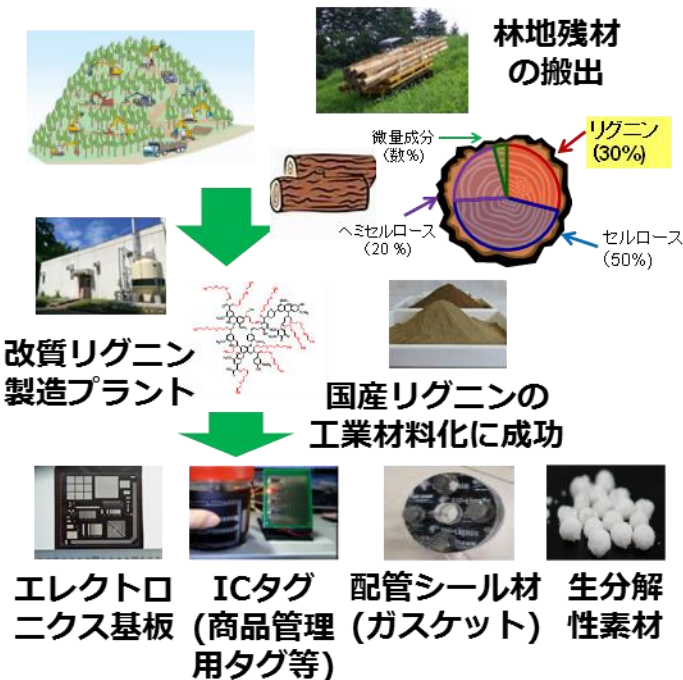 林地残材
の搬出
微量成分
(数%)
リグニン
(30%)
ヘミセルロース
(20 %)
セルロース
(50%)
改質リグニン
製造プラント
国産リグニンの
工業材料化に成功
エレクトロ
ニクス基板
ICタグ
(商品管理
用タグ等)
配管シール材
(ガスケット)
生分解
性素材